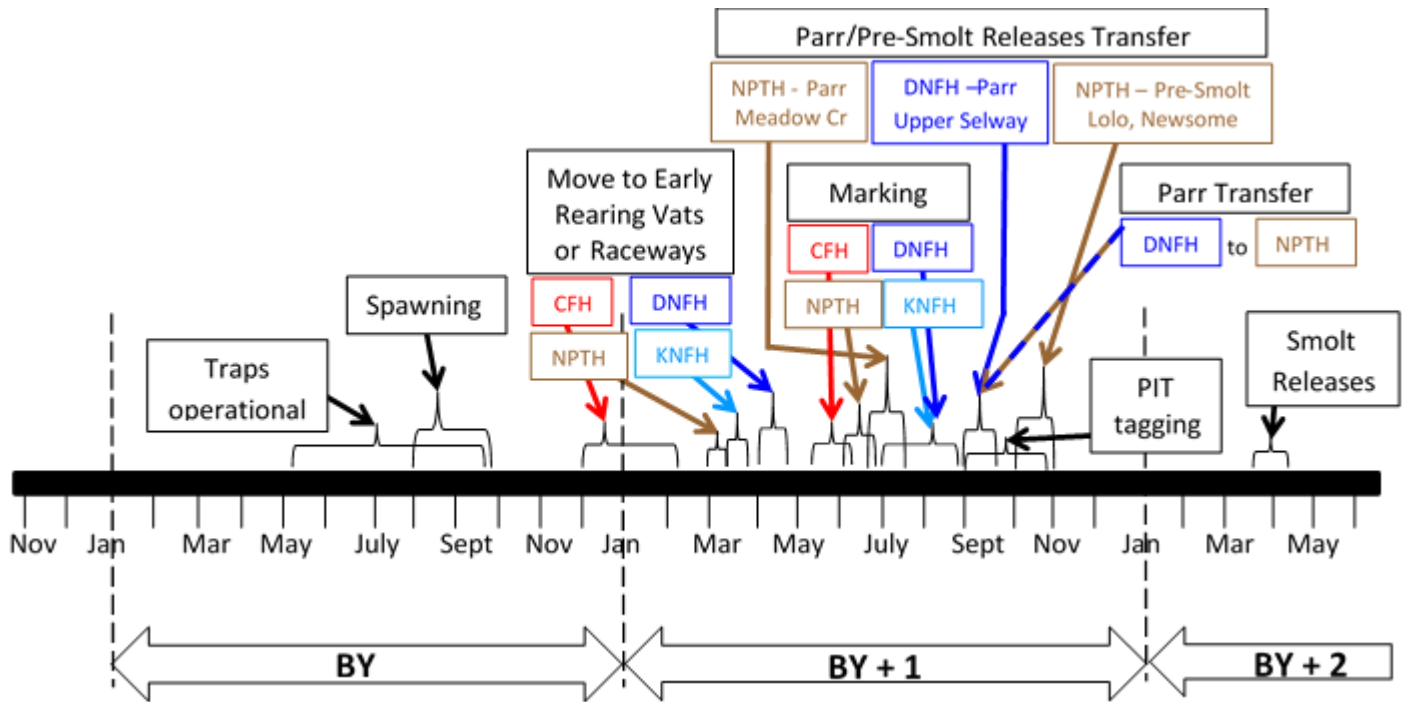 Parr/Pre-Smolt Releases Transfer
NPTH - Parr
Meadow Cr
DNFH –Parr
Upper Selway
NPTH – Pre-Smolt
Lolo, Newsome
Move to Early
Rearing Vats
or Raceways
Marking
Parr Transfer
CFH
DNFH
DNFH to NPTH
Spawning
CFH
DNFH
NPTH
KNFH
NPTH
KNFH
Traps
operational
PIT
tagging
Smolt
Releases
Nov Jan Mar May July Sept Nov Jan Mar May July Sept Nov Jan Mar May
BY
BY + 1
BY + 2